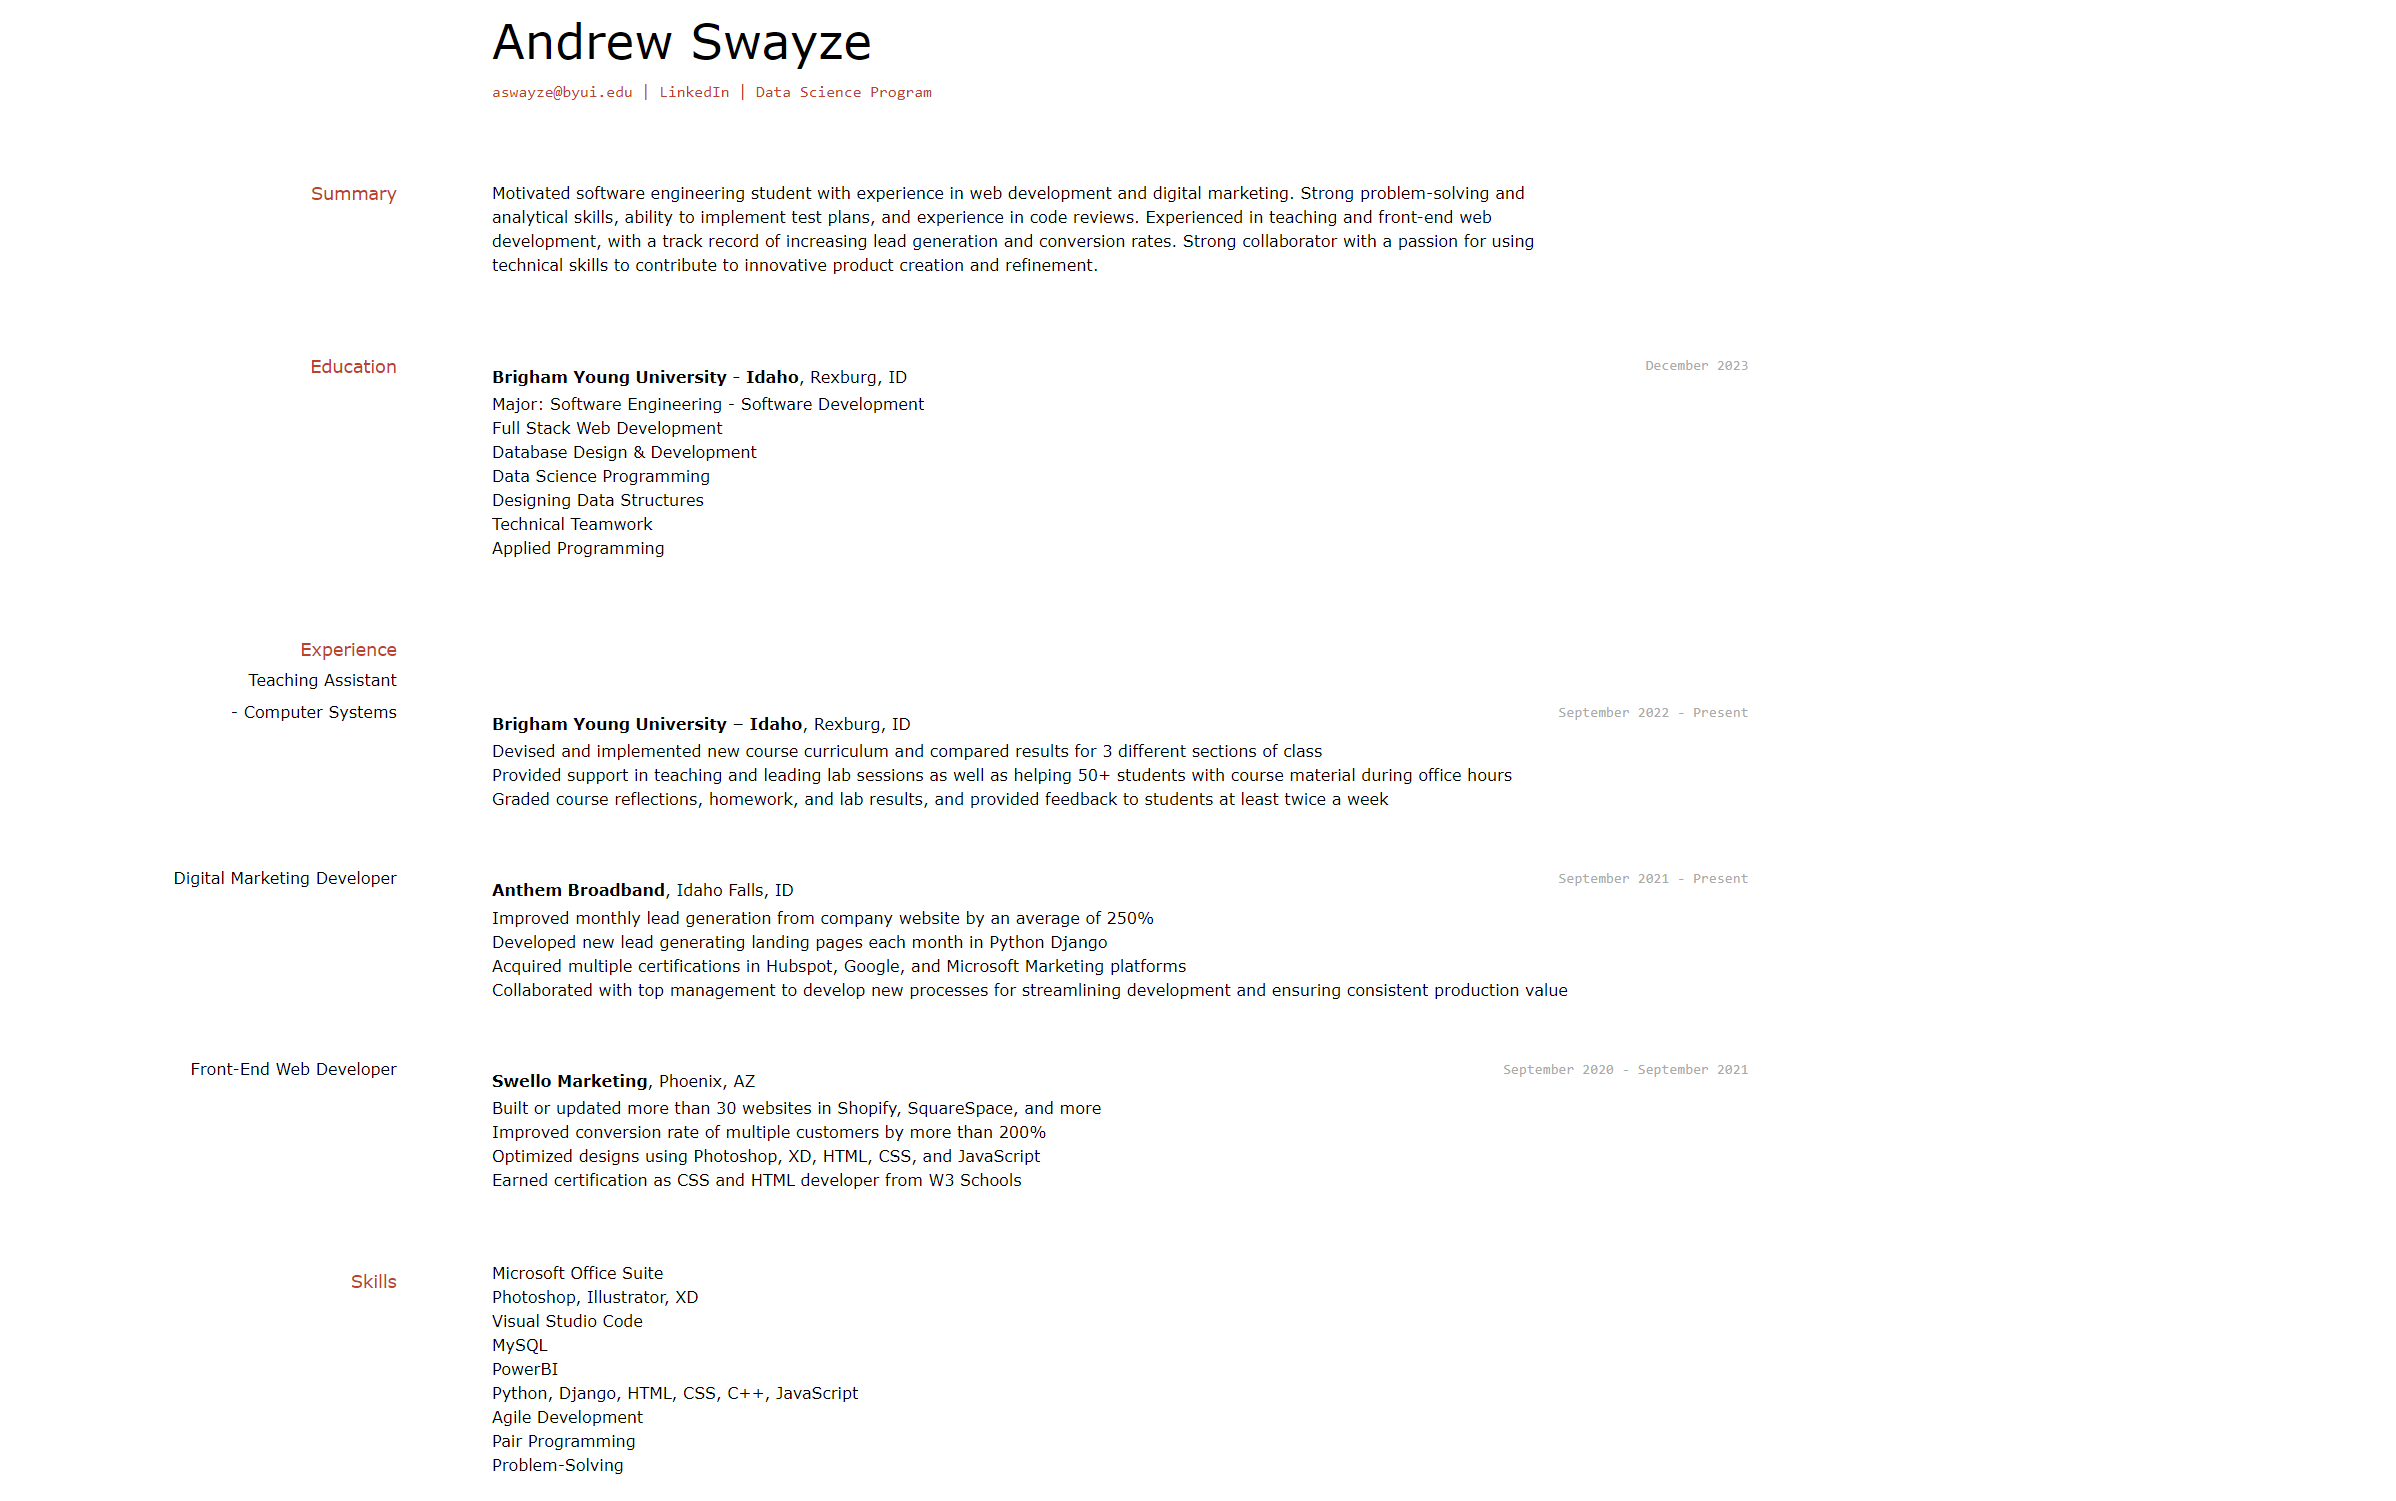 Andrew Swayze
aswayze@byui.edu | LinkedIn | Data Science Program
Summary
Motivated software engineering student with experience in web development and digital marketing. Strong problem-solving and
analytical skills, ability to implement test plans, and experience in code reviews. Experienced in teaching and front-end web
development, with a track record of increasing lead generation and conversion rates. Strong collaborator with a passion for using
technical skills to contribute to innovative product creation and refinement.
Education
December 2023
Brigham Young University - Idaho, Rexburg, ID
Major: Software Engineering - Software Development
Full Stack Web Development
Database Design & Development
Data Science Programming
Designing Data Structures
Technical Teamwork
Applied Programming
Experience
Teaching Assistant
- Computer Systems
September 2022 - Present
Brigham Young University – Idaho, Rexburg, ID
Devised and implemented new course curriculum and compared results for 3 different sections of class
Provided support in teaching and leading lab sessions as well as helping 50+ students with course material during office hours
Graded course reflections, homework, and lab results, and provided feedback to students at least twice a week
Digital Marketing Developer
September 2021 - Present
Anthem Broadband, Idaho Falls, ID
Improved monthly lead generation from company website by an average of 250%
Developed new lead generating landing pages each month in Python Django
Acquired multiple certifications in Hubspot, Google, and Microsoft Marketing platforms
Collaborated with top management to develop new processes for streamlining development and ensuring consistent production value
Front-End Web Developer
September 2020 - September 2021
Swello Marketing, Phoenix, AZ
Built or updated more than 30 websites in Shopify, SquareSpace, and more
Improved conversion rate of multiple customers by more than 200%
Optimized designs using Photoshop, XD, HTML, CSS, and JavaScript
Earned certification as CSS and HTML developer from W3 Schools
Skills
Microsoft Office Suite
Photoshop, Illustrator, XD
Visual Studio Code
MySQL
PowerBI
Python, Django, HTML, CSS, C++, JavaScript
Agile Development
Pair Programming
Problem-Solving